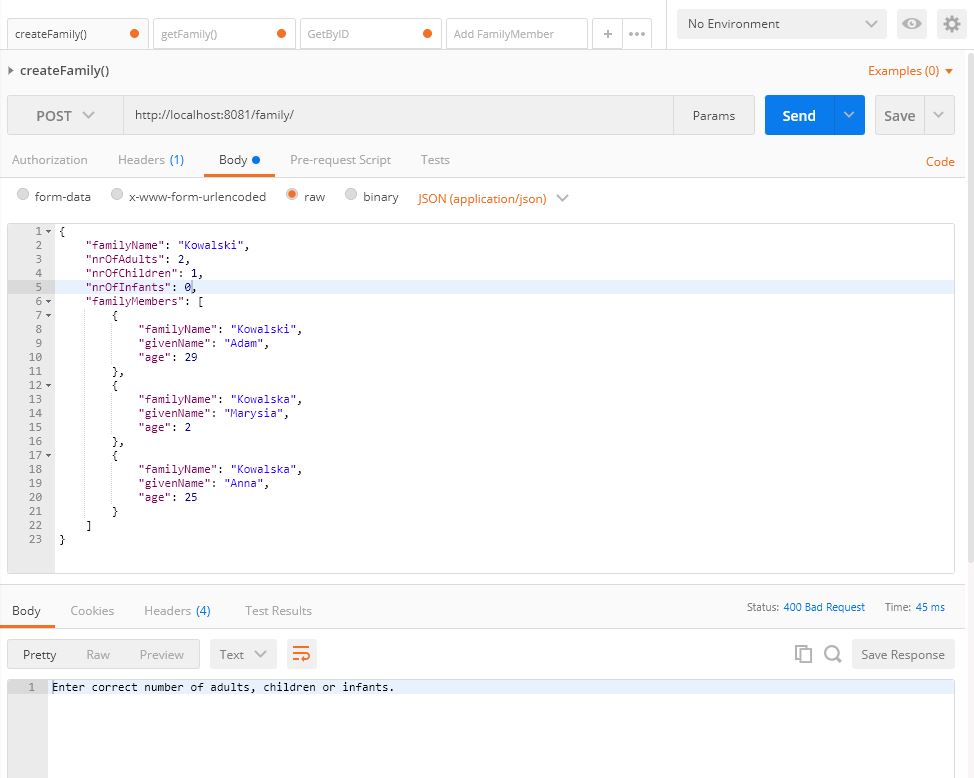 createFamily() getFamily() GetByID Add FamilyMember + ••• No Environment
createFamily() Examples (0)
POST http://localhost:8081/family/ Params Send Save
Authorization Headers (1) Body Pre-request Script Tests Code
form-data x-www-form-urlencoded raw binary JSON (application/json)
1 {
2 "familyName": "Kowalski",
3 "nrOfAdults": 2,
4 "nrOfChildren": 1,
5 "nrOfInfants": 0,
6 "familyMembers": [
7 {
8 "familyName": "Kowalski",
9 "givenName": "Adam",
10 "age": 29
11 },
12 {
13 "familyName": "Kowalska",
14 "givenName": "Marysia",
15 "age": 2
16 },
17 {
18 "familyName": "Kowalska",
19 "givenName": "Anna",
20 "age": 25
21 }
22 ]
23 }
Body Cookies Headers (4) Test Results Status: 400 Bad Request Time: 45 ms
Pretty Raw Preview Text Save Response
1 Enter correct number of adults, children or infants.